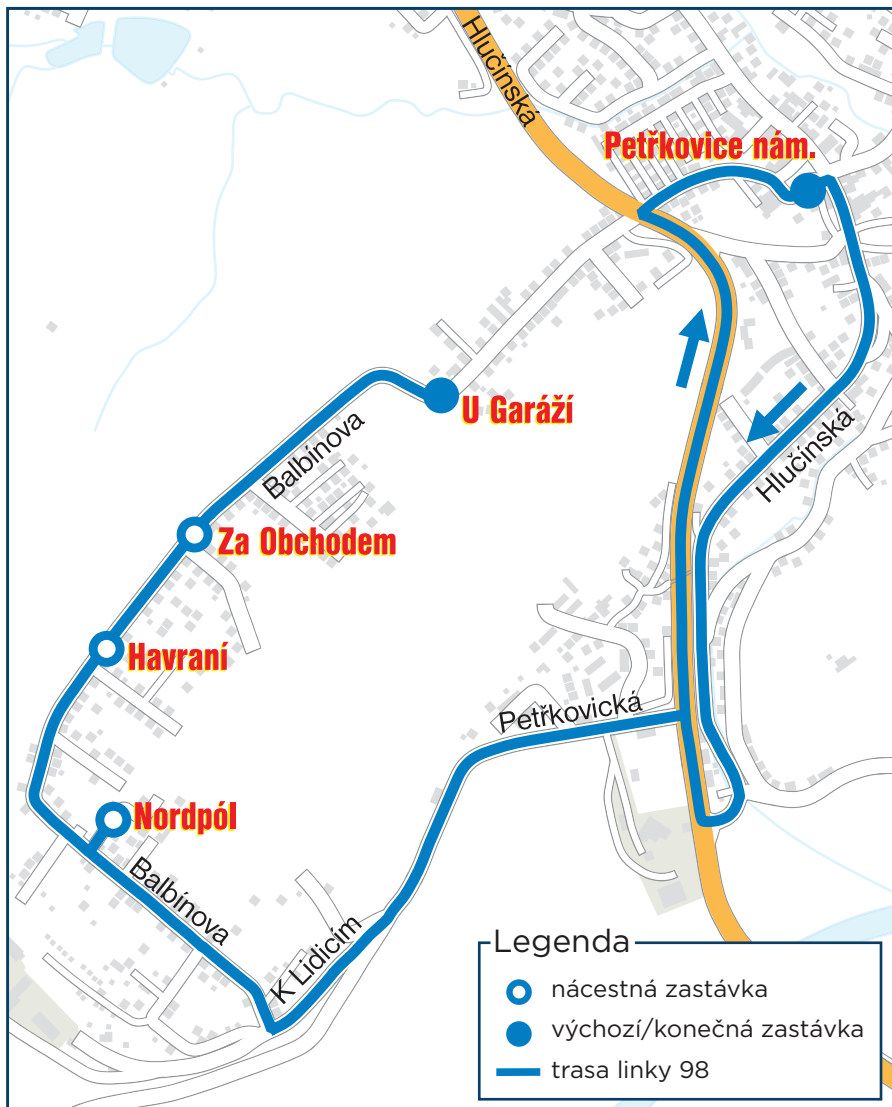 Hlučínská
Petřkovice nám.
U Garáží
Balbínova
Hlučínská
Za Obchodem
Havraní
Petřkovická
Nordpól
Balbínova
K Lidicím
Legenda
nácestná zastávka
výchozí/konečná zastávka
trasa linky 98